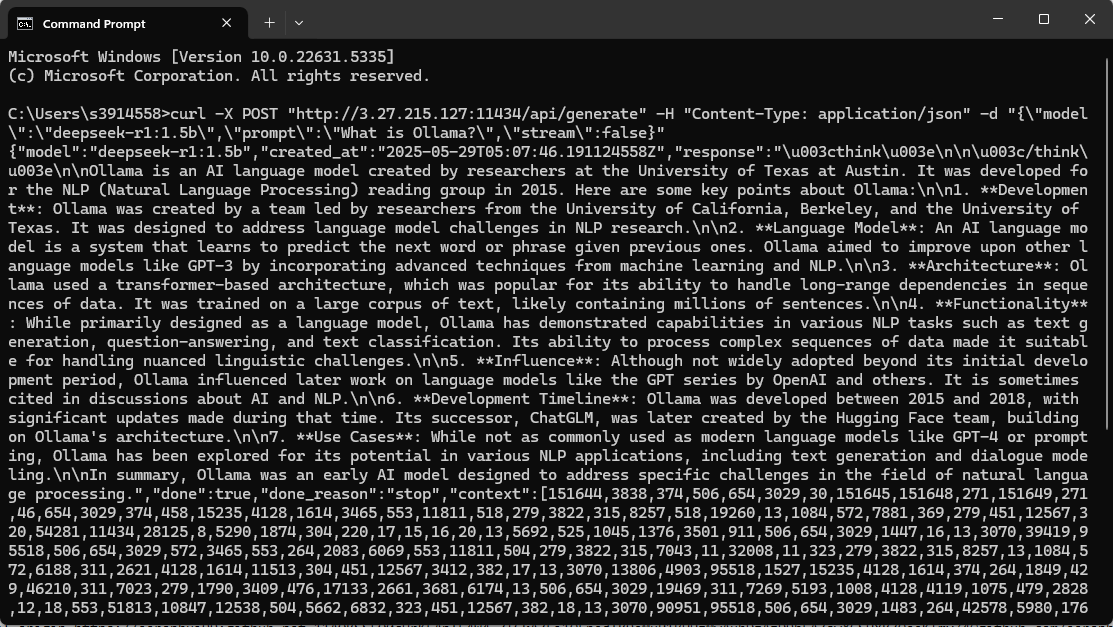 Command Prompt
Microsoft Windows [Version 10.0.22631.5335]
(c) Microsoft Corporation. All rights reserved.
C:\Users\s3914558>curl -X POST "http://3.27.215.127:11434/api/generate" -H "Content-Type: application/json" -d "{\"model
\":\"deepseek-r1:1.5b\",\"prompt\":\"What is Ollama?\",\"stream\":false}"
{"model":"deepseek-r1:1.5b","created_at":"2025-05-29T05:07:46.191124558Z","response":"\u003cthink\u003e\n\n\u003c/think\
u003e\n\nOllama is an AI language model created by researchers at the University of Texas at Austin. It was developed fo
r the NLP (Natural Language Processing) reading group in 2015. Here are some key points about Ollama:\n\n1. **Developmen
t**: Ollama was created by a team led by researchers from the University of California, Berkeley, and the University of
Texas. It was designed to address language model challenges in NLP research.\n\n2. **Language Model**: An AI language mo
del is a system that learns to predict the next word or phrase given previous ones. Ollama aimed to improve upon other l
anguage models like GPT-3 by incorporating advanced techniques from machine learning and NLP.\n\n3. **Architecture**: Ol
lama used a transformer-based architecture, which was popular for its ability to handle long-range dependencies in seque
nces of data. It was trained on a large corpus of text, likely containing millions of sentences.\n\n4. **Functionality**
: While primarily designed as a language model, Ollama has demonstrated capabilities in various NLP tasks such as text g
eneration, question-answering, and text classification. Its ability to process complex sequences of data made it suitabl
e for handling nuanced linguistic challenges.\n\n5. **Influence**: Although not widely adopted beyond its initial develo
pment period, Ollama influenced later work on language models like the GPT series by OpenAI and others. It is sometimes
cited in discussions about AI and NLP.\n\n6. **Development Timeline**: Ollama was developed between 2015 and 2018, with
significant updates made during that time. Its successor, ChatGLM, was later created by the Hugging Face team, building
on Ollama's architecture.\n\n7. **Use Cases**: While not as commonly used as modern language models like GPT-4 or prompt
ing, Ollama has been explored for its potential in various NLP applications, including text generation and dialogue mode
ling.\n\nIn summary, Ollama was an early AI model designed to address specific challenges in the field of natural langua
ge processing.","done":true,"done_reason":"stop","context":[151644,3838,374,506,654,3029,30,151645,151648,271,151649,271
,46,654,3029,374,458,15235,4128,1614,3465,553,11811,518,279,3822,315,8257,518,19260,13,1084,572,7881,369,279,451,12567,3
20,54281,11434,28125,8,5290,1874,304,220,17,15,16,20,13,5692,525,1045,1376,3501,911,506,654,3029,1447,16,13,3070,39419,9
5518,506,654,3029,572,3465,553,264,2083,6069,553,11811,504,279,3822,315,7043,11,32008,11,323,279,3822,315,8257,13,1084,5
72,6188,311,2621,4128,1614,11513,304,451,12567,3412,382,17,13,3070,13806,4903,95518,1527,15235,4128,1614,374,264,1849,42
9,46210,311,7023,279,1790,3409,476,17133,2661,3681,6174,13,506,654,3029,19469,311,7269,5193,1008,4128,4119,1075,479,2828
,12,18,553,51813,10847,12538,504,5662,6832,323,451,12567,382,18,13,3070,90951,95518,506,654,3029,1483,264,42578,5980,176